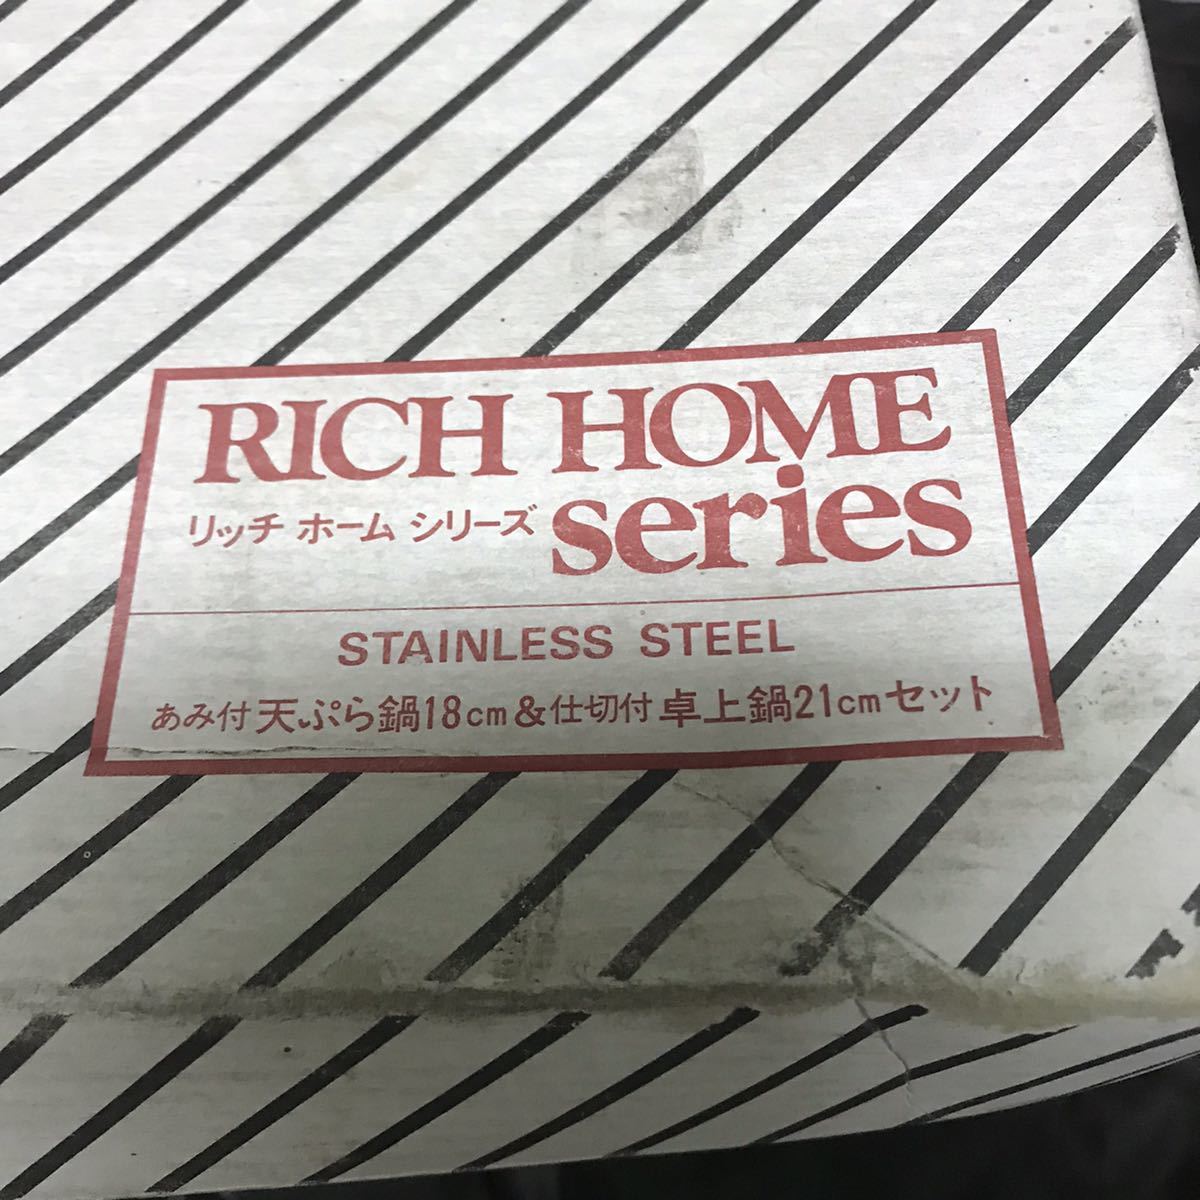 RICH HOME
リッチ ホーム シリーズ series
STAINLESS STEEL
あみ付天ぷら鍋18cm&仕切付卓上鍋21cmセット